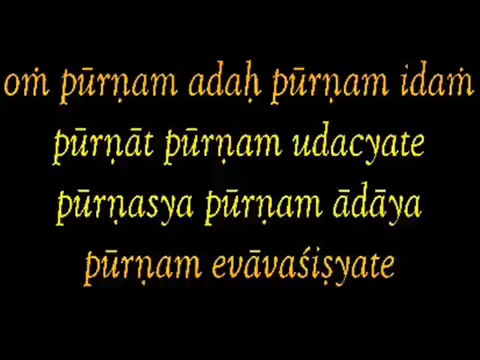 oṁ pūrṇam adaḥ pūrṇam idaṁ
pūrṇāt pūrṇam udacyate
pūrṇasya pūrṇam ādāya
pūrṇam evāvaśiṣyate